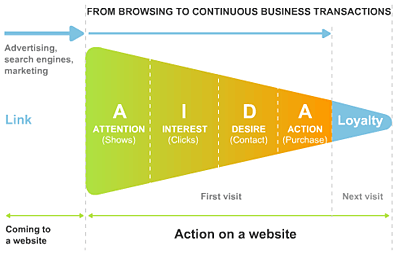 FROM BROWSING TO CONTINUOUS BUSINESS TRANSACTIONS
Advertising,
search engines,
marketing
Link
A I D A
ATTENTION INTEREST DESIRE ACTION Loyalty
(Shows) (Clicks) (Contact) (Purchase)
First visit Next visit
Coming to
a website
Action on a website